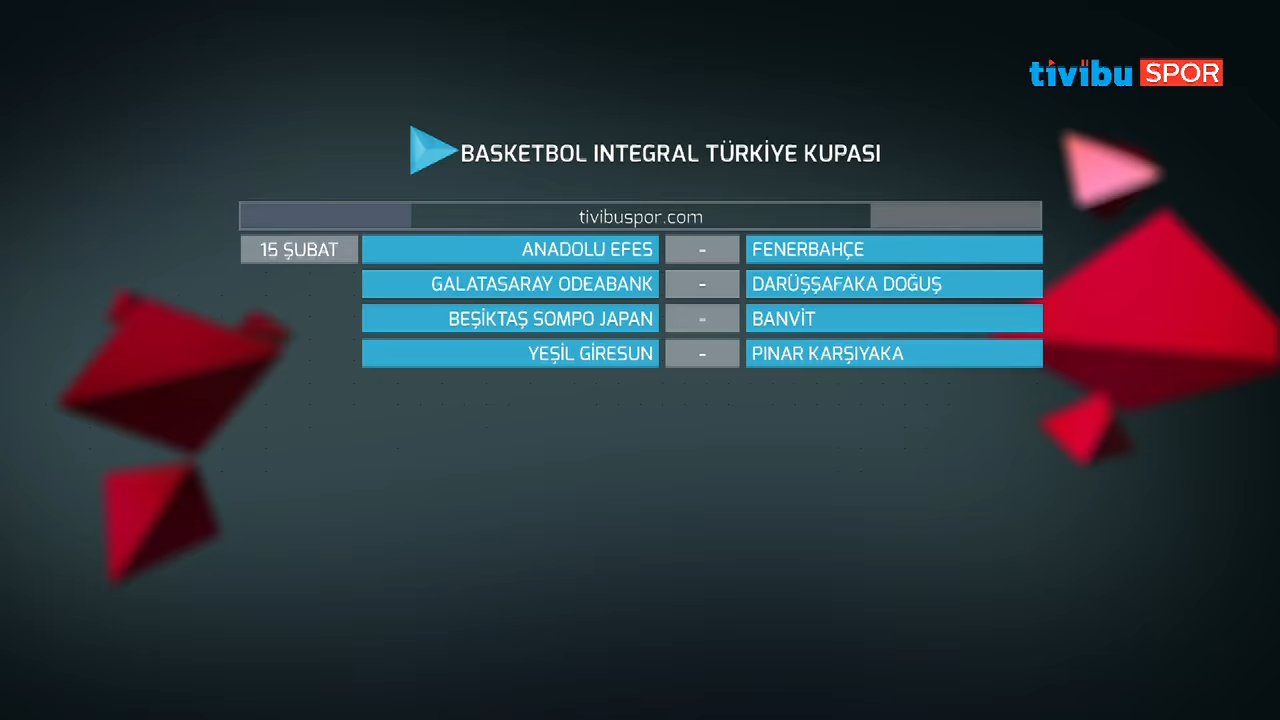 tivibu SPOR
BASKETBOL INTEGRAL TÜRKİYE KUPASI
tivibuspor.com
15 ŞUBAT ANADOLU EFES - FENERBAHÇE
GALATASARAY ODEABANK - DARÜŞŞAFAKA DOĞUŞ
BEŞİKTAŞ SOMPO JAPAN - BANVİT
YEŞİL GİRESUN - PINAR KARŞIYAKA